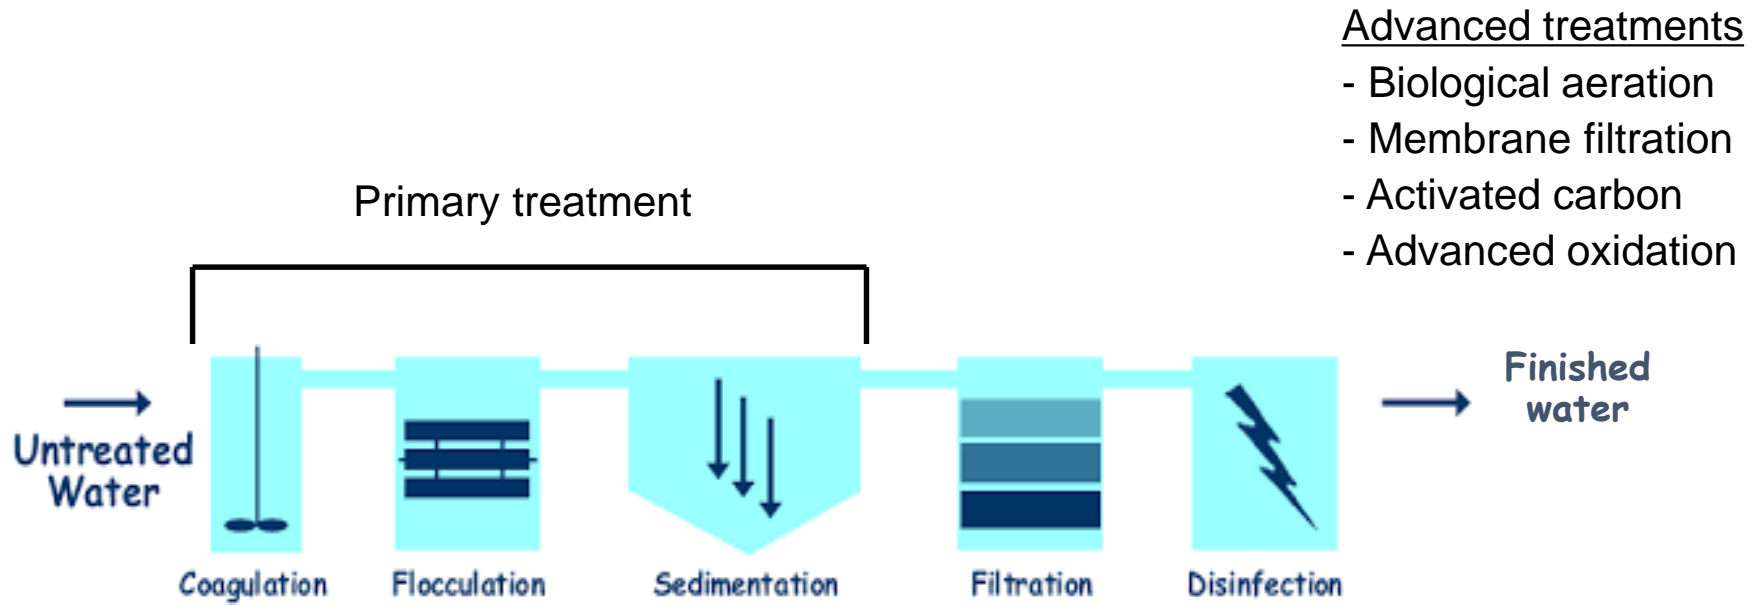 Advanced treatments
- Biological aeration
- Membrane filtration
- Activated carbon
- Advanced oxidation
Primary treatment
Untreated
Water
Finished
water
Coagulation
Flocculation
Sedimentation
Filtration
Disinfection